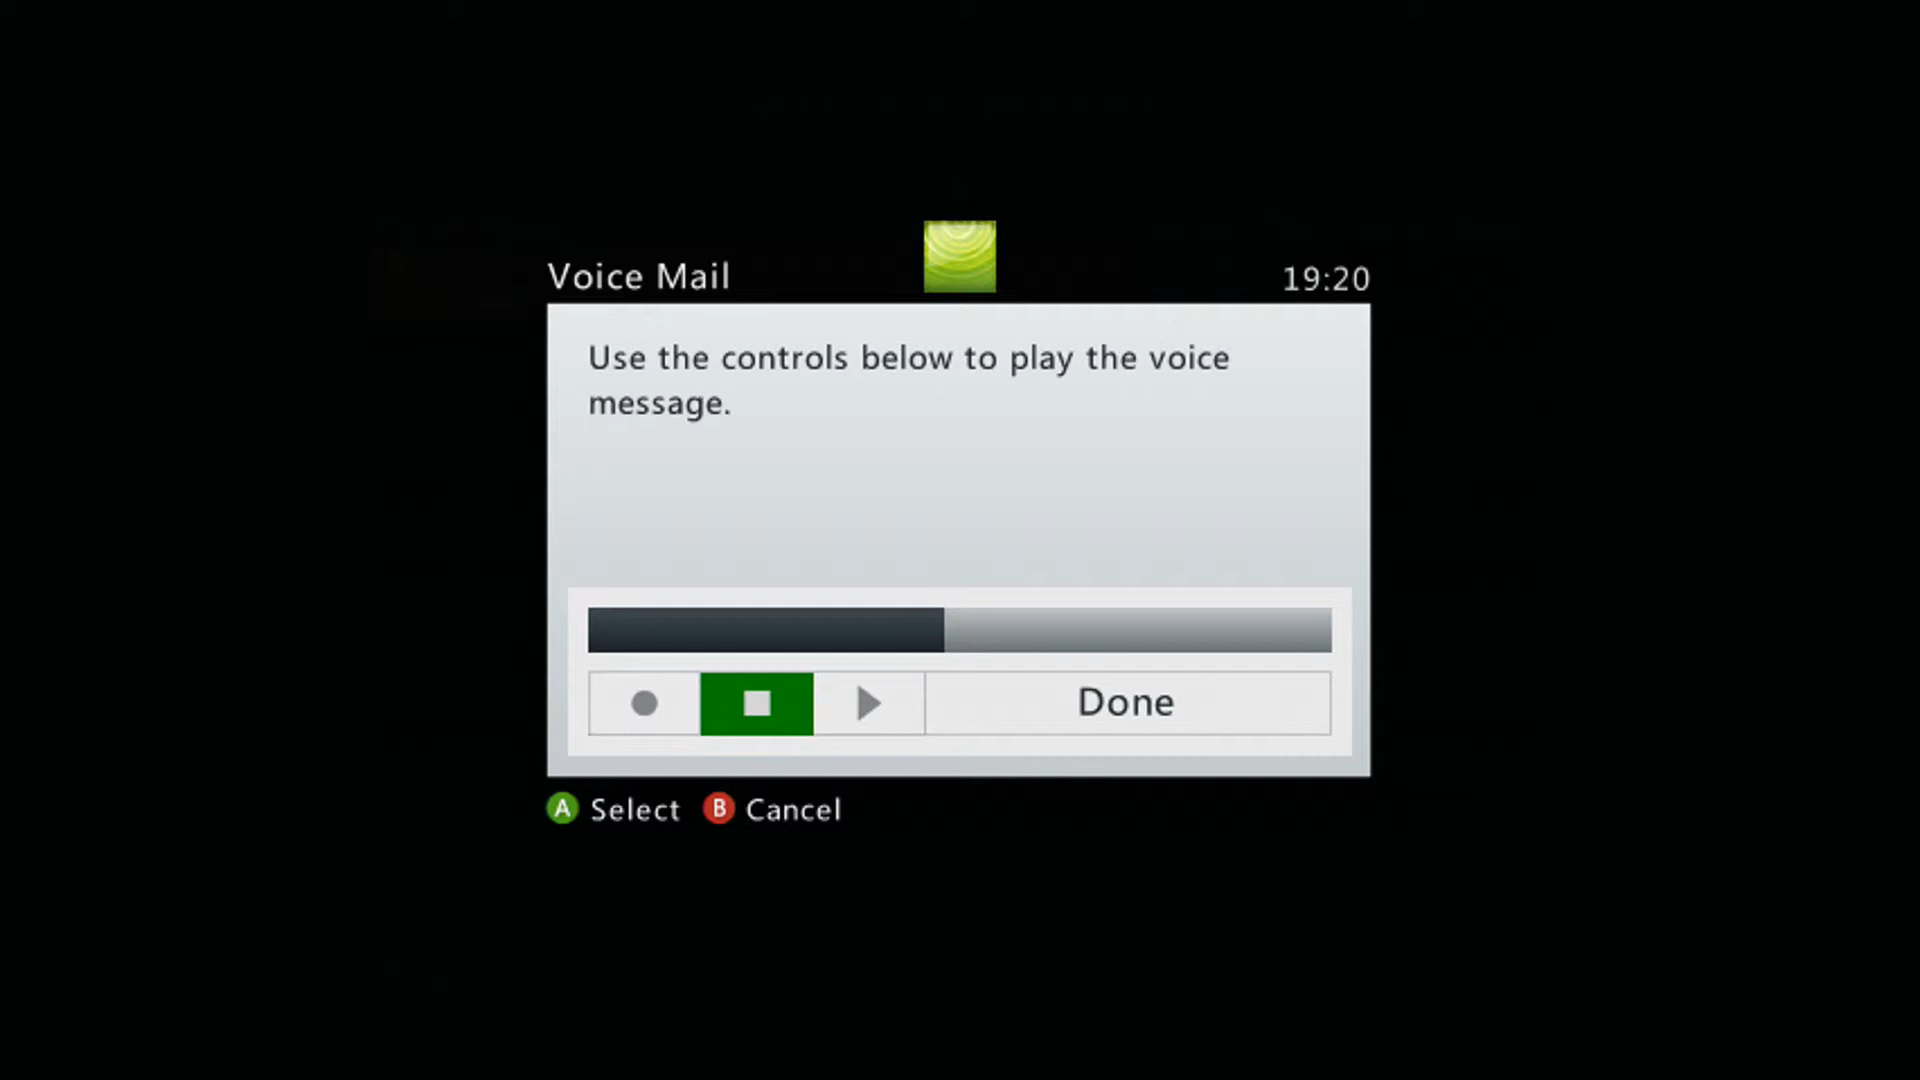 Voice Mail
19:20
Use the controls below to play the voice
message.
Done
A Select B Cancel